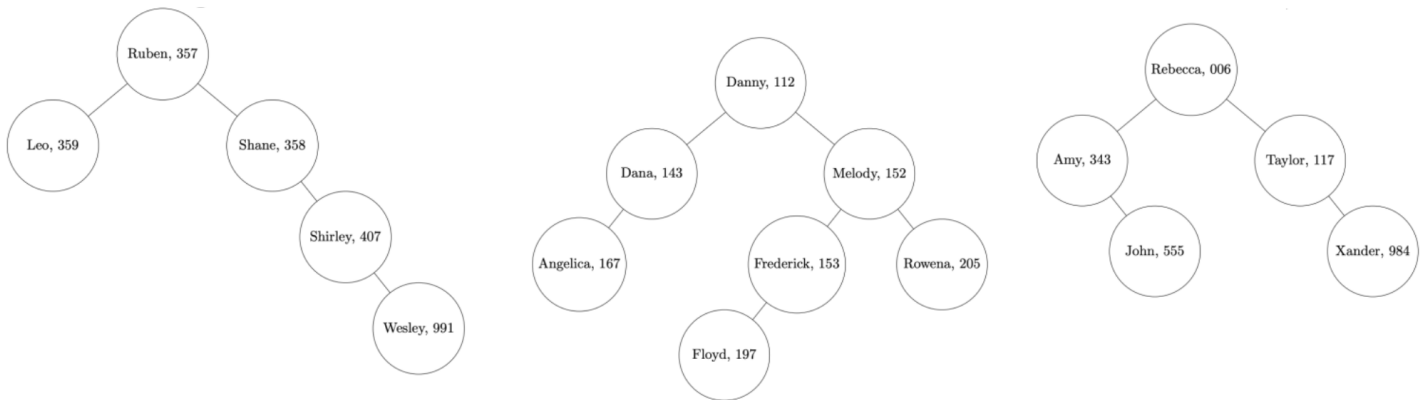 Ruben, 357
Leo, 359
Shane, 358
Shirley, 407
Wesley, 991
Danny, 112
Dana, 143
Melody, 152
Angelica, 167
Frederick, 153
Rowena, 205
Floyd, 197
Rebecca, 006
Amy, 343
Taylor, 117
John, 555
Xander, 984